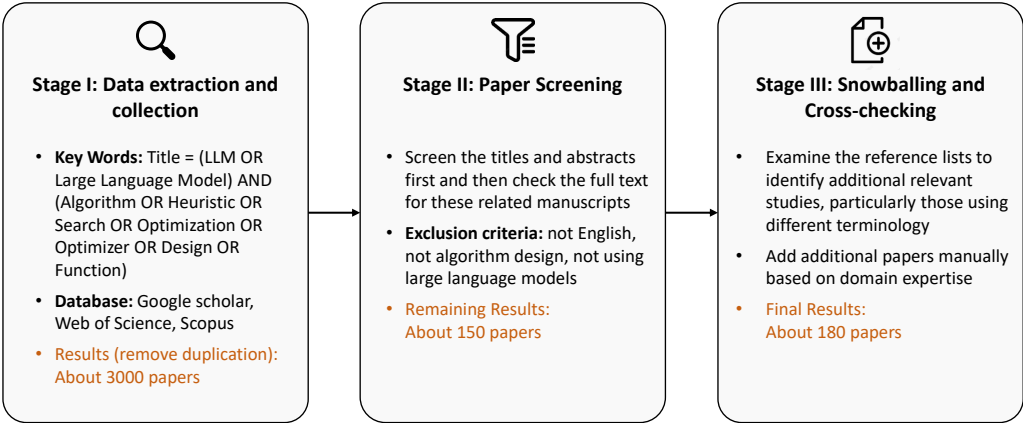 Stage I: Data extraction and
collection
• Key Words: Title = (LLM OR
Large Language Model) AND
(Algorithm OR Heuristic OR
Search OR Optimization OR
Optimizer OR Design OR
Function)
• Database: Google scholar,
Web of Science, Scopus
• Results (remove duplication):
About 3000 papers
Stage II: Paper Screening
• Screen the titles and abstracts
first and then check the full text
for these related manuscripts
• Exclusion criteria: not English,
not algorithm design, not using
large language models
• Remaining Results:
About 150 papers
Stage III: Snowballing and
Cross-checking
• Examine the reference lists to
identify additional relevant
studies, particularly those using
different terminology
• Add additional papers manually
based on domain expertise
• Final Results:
About 180 papers